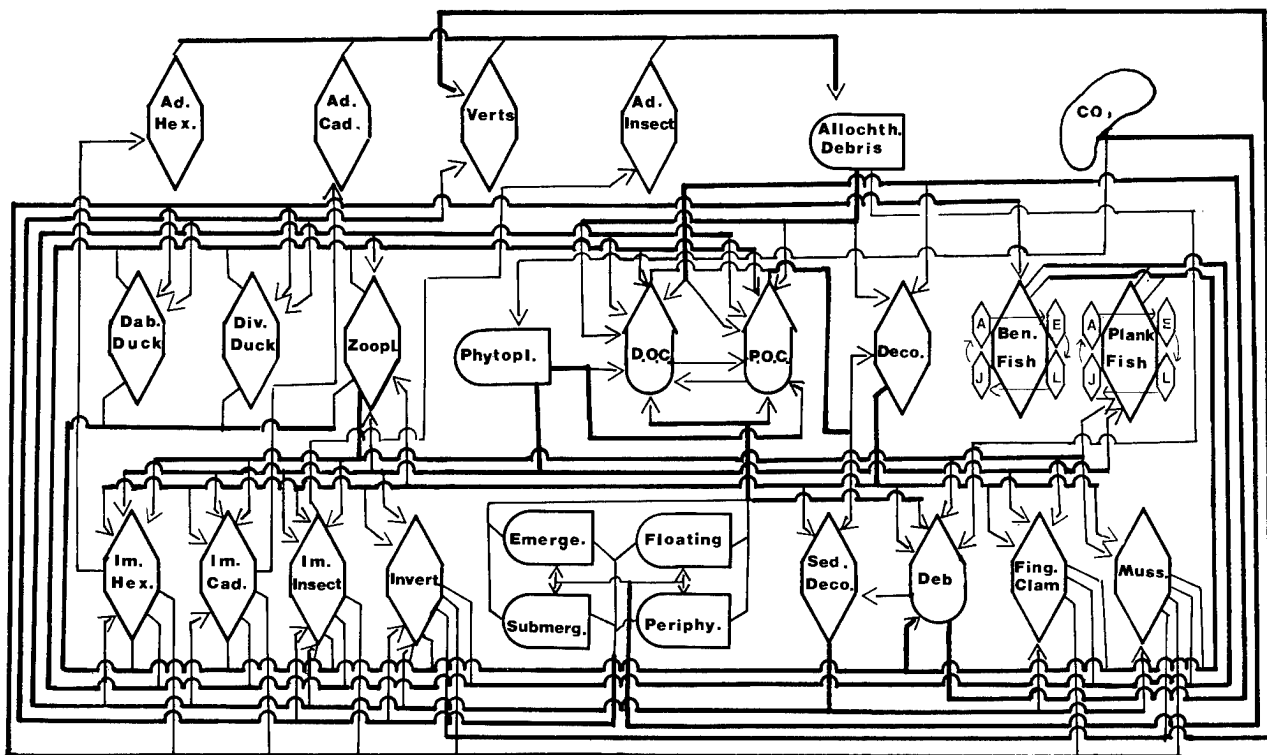 Ad.
Hex.
Ad.
Cad.
Verts
Ad.
Insect
Allochth.
Debris
CO₂
Dab.
Duck
Div.
Duck
Zoopl.
Phytopl.
D.O.C.
P.O.C.
Deco.
A
E
Ben.
Fish
J
L
A
E
Plank
Fish
J
L
Im.
Hex.
Im.
Cad.
Im.
Insect
Invert
Emerge.
Floating
Submerg.
Periphy.
Sed.
Deco.
Deb
Fing.
Clam
Muss.